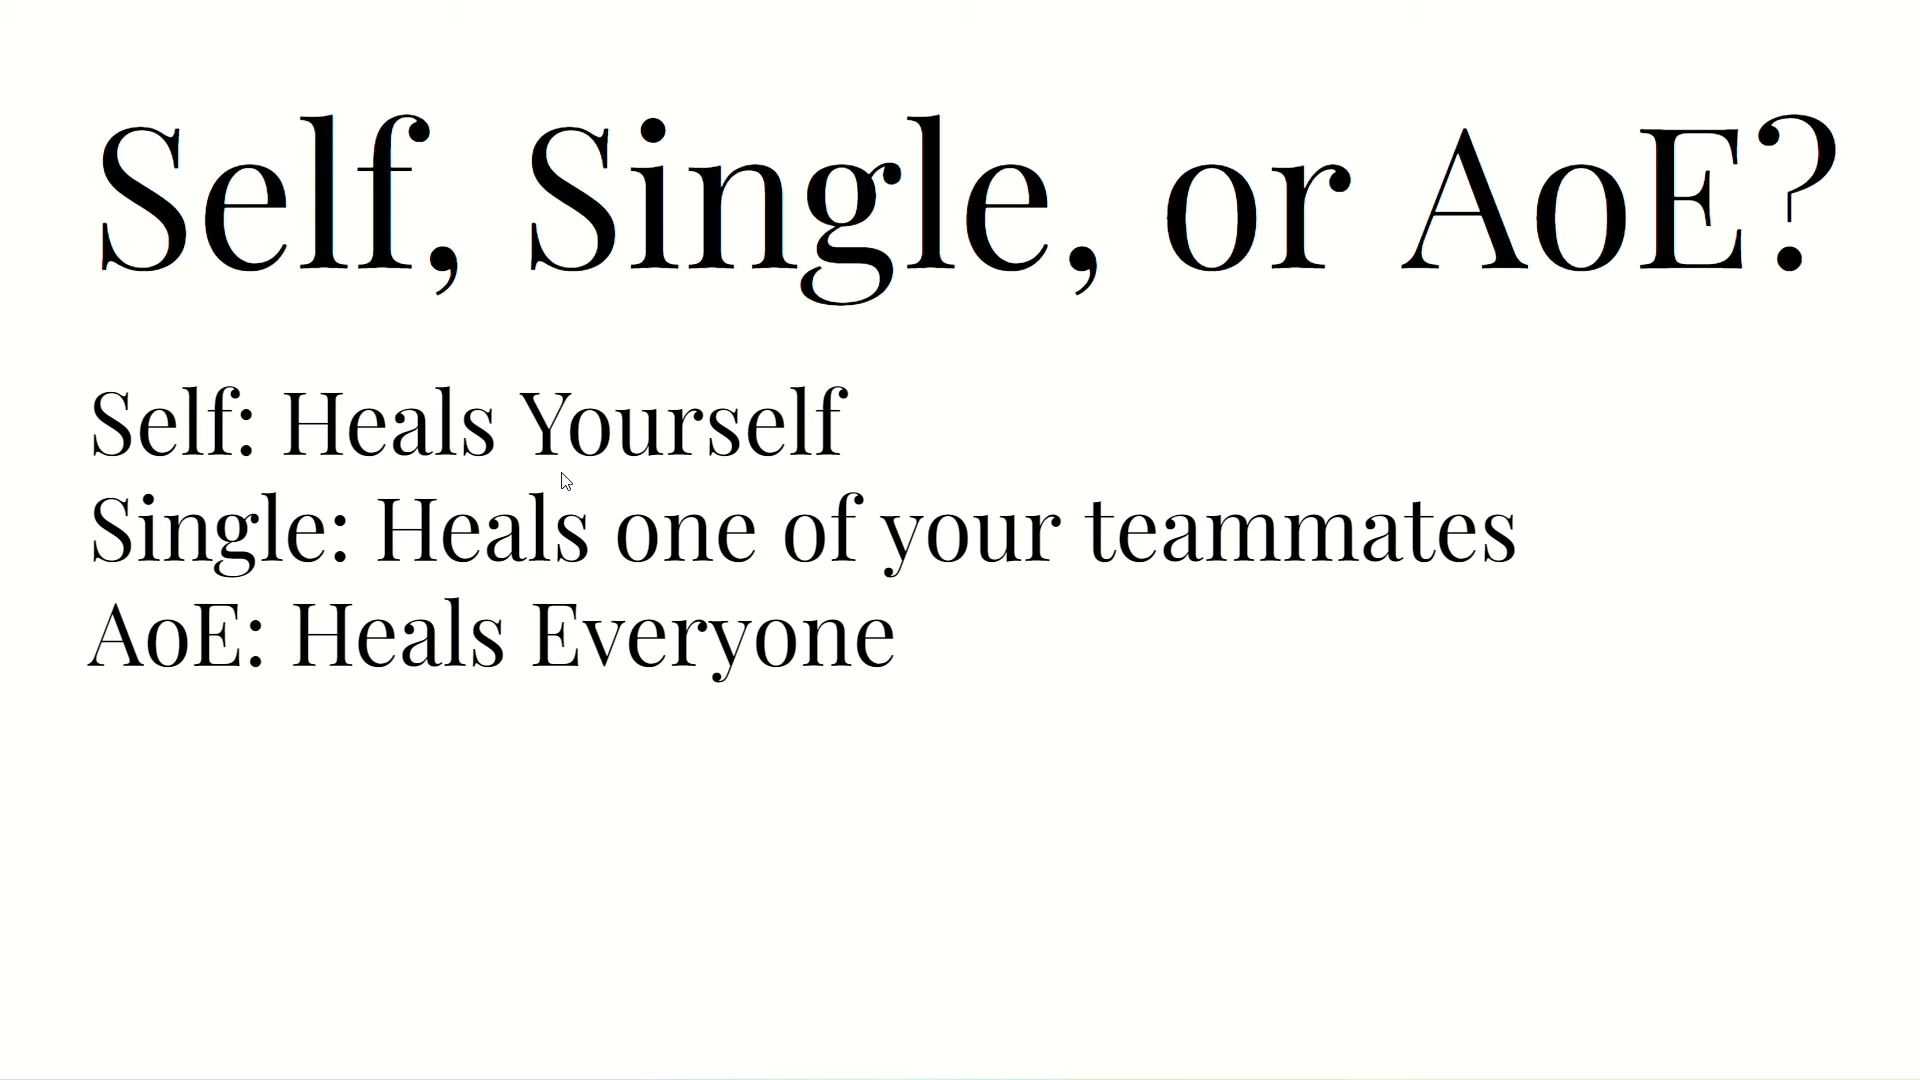 Self, Single, or AoE?
Self: Heals Yourself
Single: Heals one of your teammates
AoE: Heals Everyone